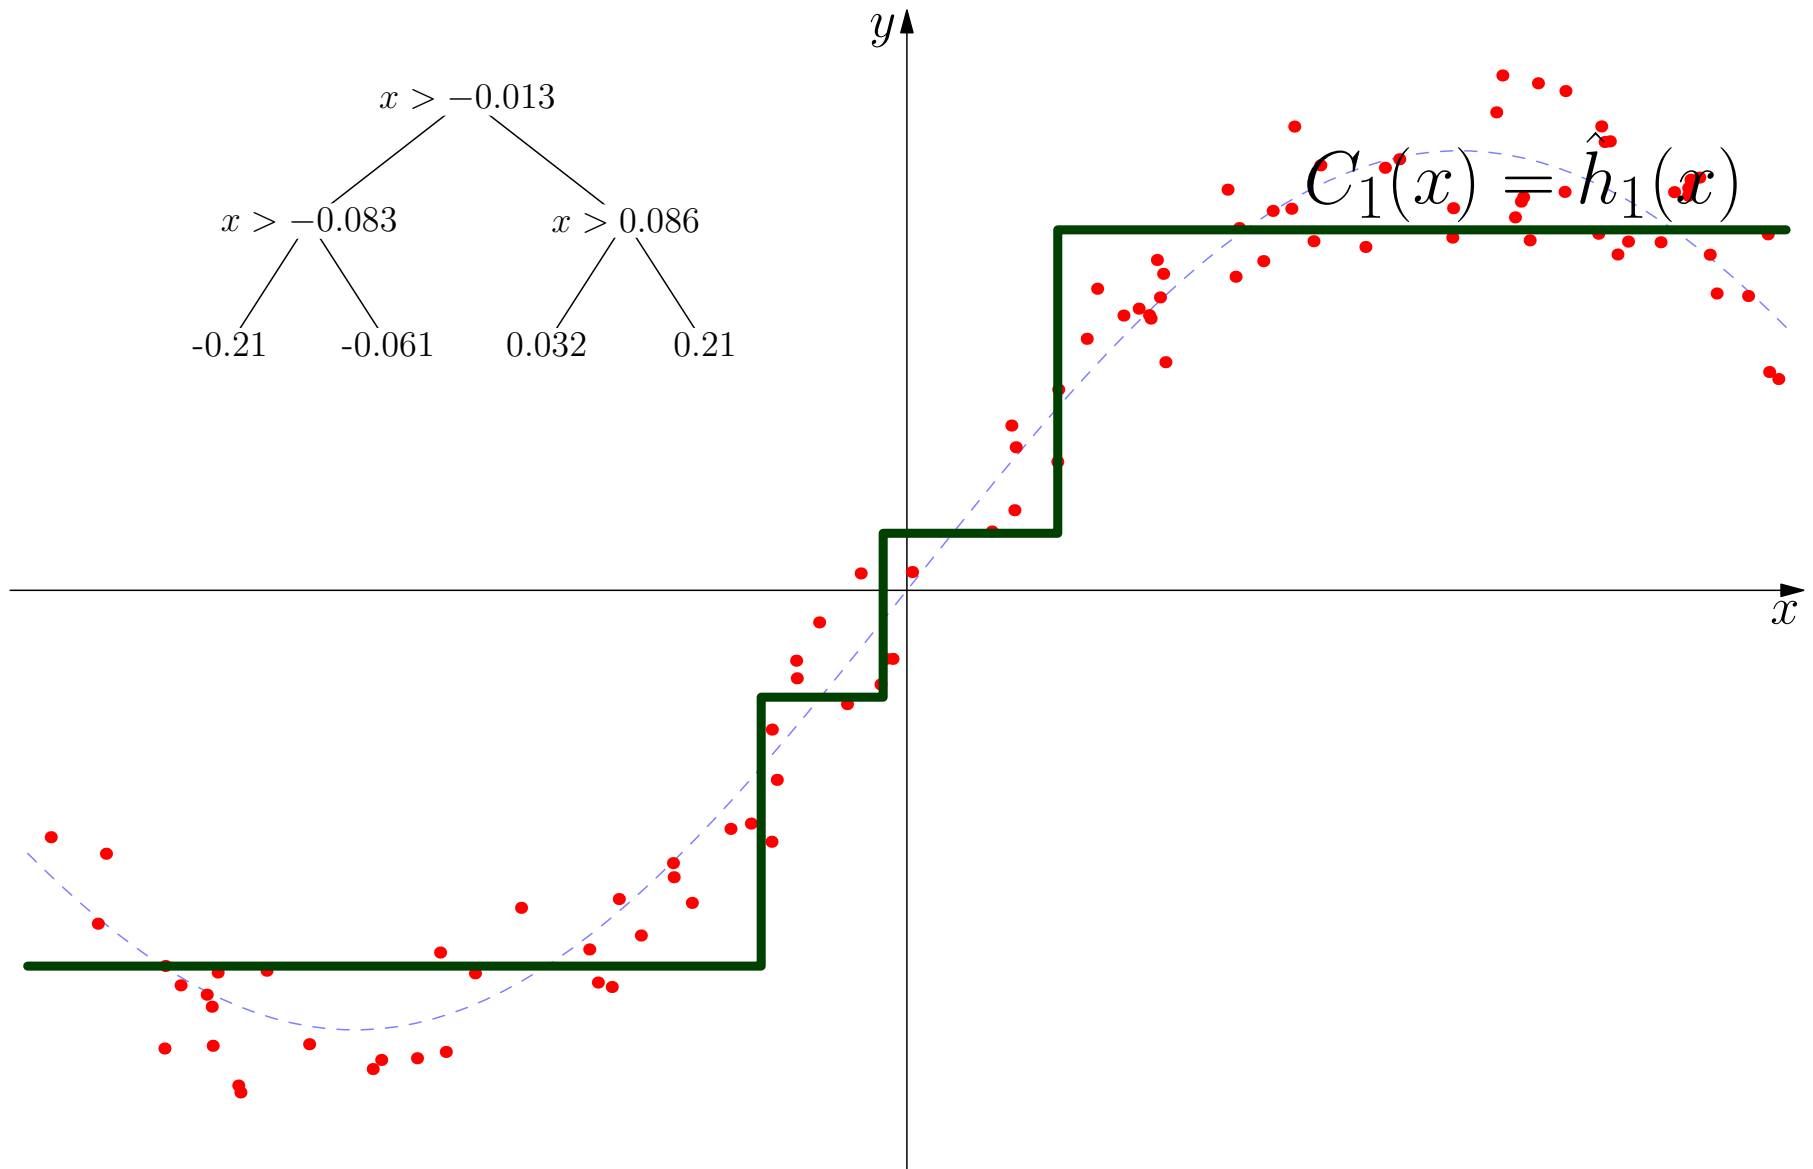 y
x > −0.013
C₁(x) = ĥ₁(x)
x > −0.083 x > 0.086
-0.21 -0.061 0.032 0.21
x